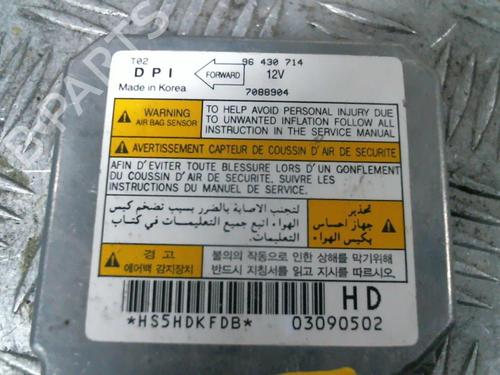 T02
96 430 714
DPI
FORWARD
12V
Made in Korea
7088904
WARNING
AIR BAG SENSOR
TO HELP AVOID PERSONAL INJURY DUE
TO UNWANTED INFLATION FOLLOW ALL
INSTRUCTION IN THE SERVICE MANUAL
AVERTISSEMENT CAPTEUR DE COUSSIN D'AIR DE SECURITE
AFIN D'EVITER TOUTE BLESSURE LORS D'UN GONFLEMENT
DU COUSSIN D'AIR DE SECURITE, SUIVRE LES
INSTRUCTIONS DU MANUEL DE SERVICE.
لتجنب الاصابة بالضرر بسبب تضخم كيس
الهواء اتبع جميع التعليمات في كتاب
التعليمات.
تحذير
جهاز احساس
بكيس الهواء
경 고
에어백 감지장치
불의의 작동으로 인한 상해를 막기위해
반드시 지침서를 읽고 지시에 따르십시오.
HD
*HS5HDKFDB*
03090502